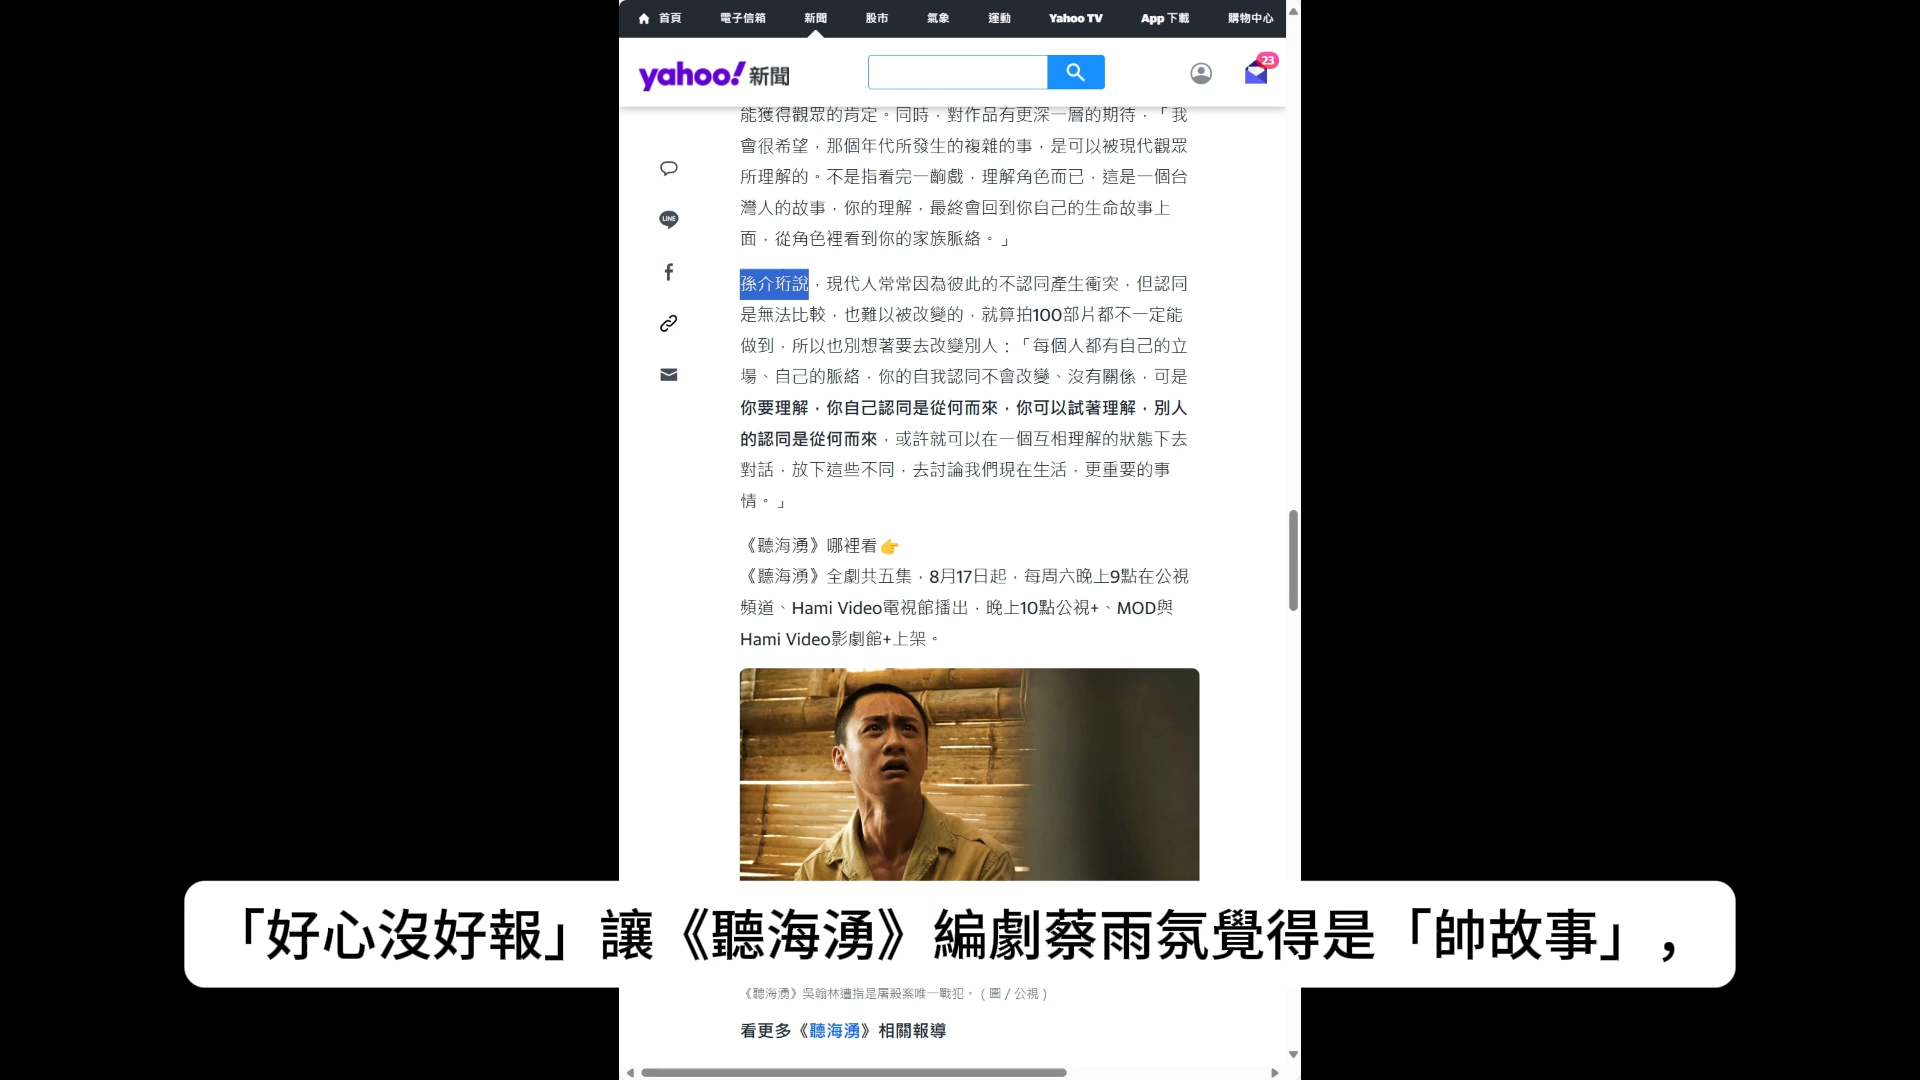 首頁 電子信箱 新聞 股市 氣象 運動 Yahoo TV App 下載 購物中心
yahoo!新聞
23
能獲得觀眾的肯定。同時，對作品有更深一層的期待，「我
會很希望，那個年代所發生的複雜的事，是可以被現代觀眾
所理解的。不是指看完一齣戲，理解角色而已，這是一個台
灣人的故事，你的理解，最終會回到你自己的生命故事上
面，從角色裡看到你的家族脈絡。」
孫介珩說，現代人常常因為彼此的不認同產生衝突，但認同
是無法比較，也難以被改變的，就算拍100部片都不一定能
做到，所以也別想著要去改變別人：「每個人都有自己的立
場、自己的脈絡，你的自我認同不會改變、沒有關係，可是
你要理解，你自己認同是從何而來，你可以試著理解，別人
的認同是從何而來，或許就可以在一個互相理解的狀態下去
對話，放下這些不同，去討論我們現在生活，更重要的事
情。」
LINE
《聽海湧》哪裡看👉
《聽海湧》全劇共五集，8月17日起，每周六晚上9點在公視
頻道、Hami Video電視館播出，晚上10點公視+、MOD與
Hami Video影劇館+上架。
「好心沒好報」讓《聽海湧》編劇蔡雨氛覺得是「帥故事」，
《聽海湧》吳翰林遭指是屠殺案唯一戰犯。（圖／公視）
看更多《聽海湧》相關報導